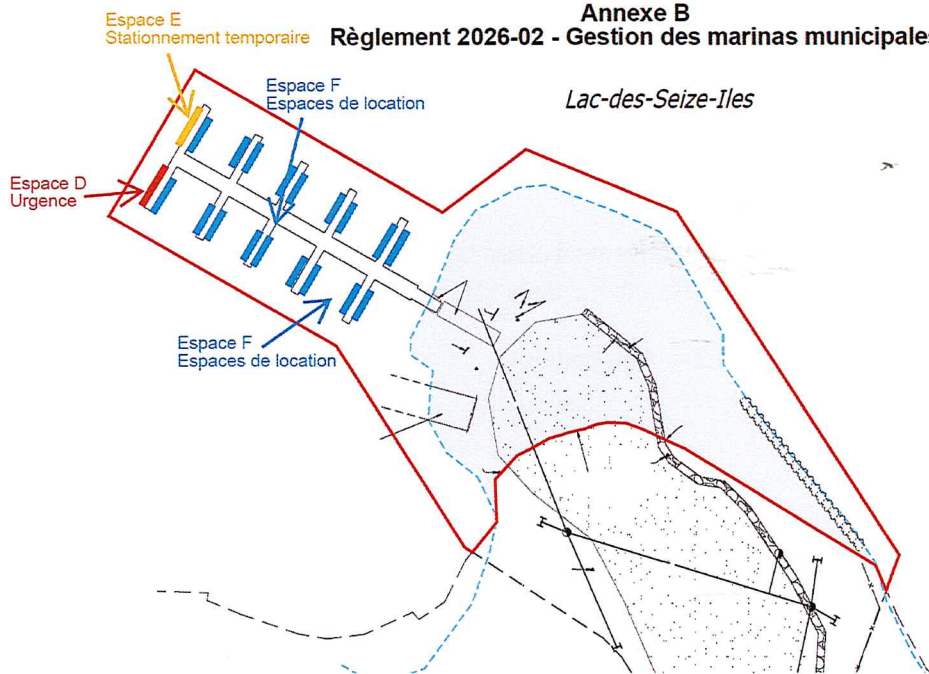 Annexe B
Règlement 2026-02 - Gestion des marinas municipales
Lac-des-Seize-Iles
Espace E
Stationnement temporaire
Espace F
Espaces de location
Espace D
Urgence
Espace F
Espaces de location